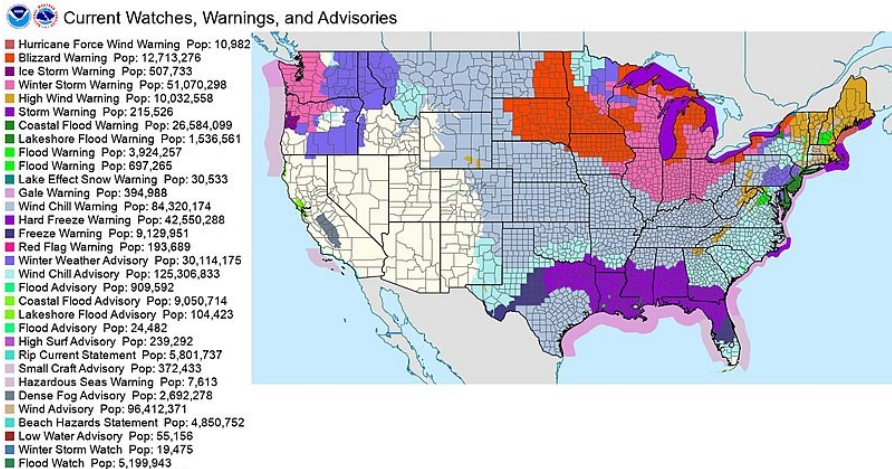 Current Watches, Warnings, and Advisories
Hurricane Force Wind Warning Pop: 10,982
Blizzard Warning Pop: 12,713,276
Ice Storm Warning Pop: 507,733
Winter Storm Warning Pop: 51,070,298
High Wind Warning Pop: 10,032,558
Storm Warning Pop: 215,526
Coastal Flood Warning Pop: 26,584,099
Lakeshore Flood Warning Pop: 1,536,561
Flood Warning Pop: 3,924,257
Flood Warning Pop: 697,265
Lake Effect Snow Warning Pop: 30,533
Gale Warning Pop: 394,988
Wind Chill Warning Pop: 84,320,174
Hard Freeze Warning Pop: 42,550,288
Freeze Warning Pop: 9,129,951
Red Flag Warning Pop: 193,689
Winter Weather Advisory Pop: 30,114,175
Wind Chill Advisory Pop: 125,306,833
Flood Advisory Pop: 909,592
Coastal Flood Advisory Pop: 9,050,714
Lakeshore Flood Advisory Pop: 104,423
Flood Advisory Pop: 24,482
High Surf Advisory Pop: 239,292
Rip Current Statement Pop: 5,801,737
Small Craft Advisory Pop: 372,433
Hazardous Seas Warning Pop: 7,613
Dense Fog Advisory Pop: 2,692,278
Wind Advisory Pop: 96,412,371
Beach Hazards Statement Pop: 4,850,752
Low Water Advisory Pop: 55,156
Winter Storm Watch Pop: 19,475
Flood Watch Pop: 5,199,943